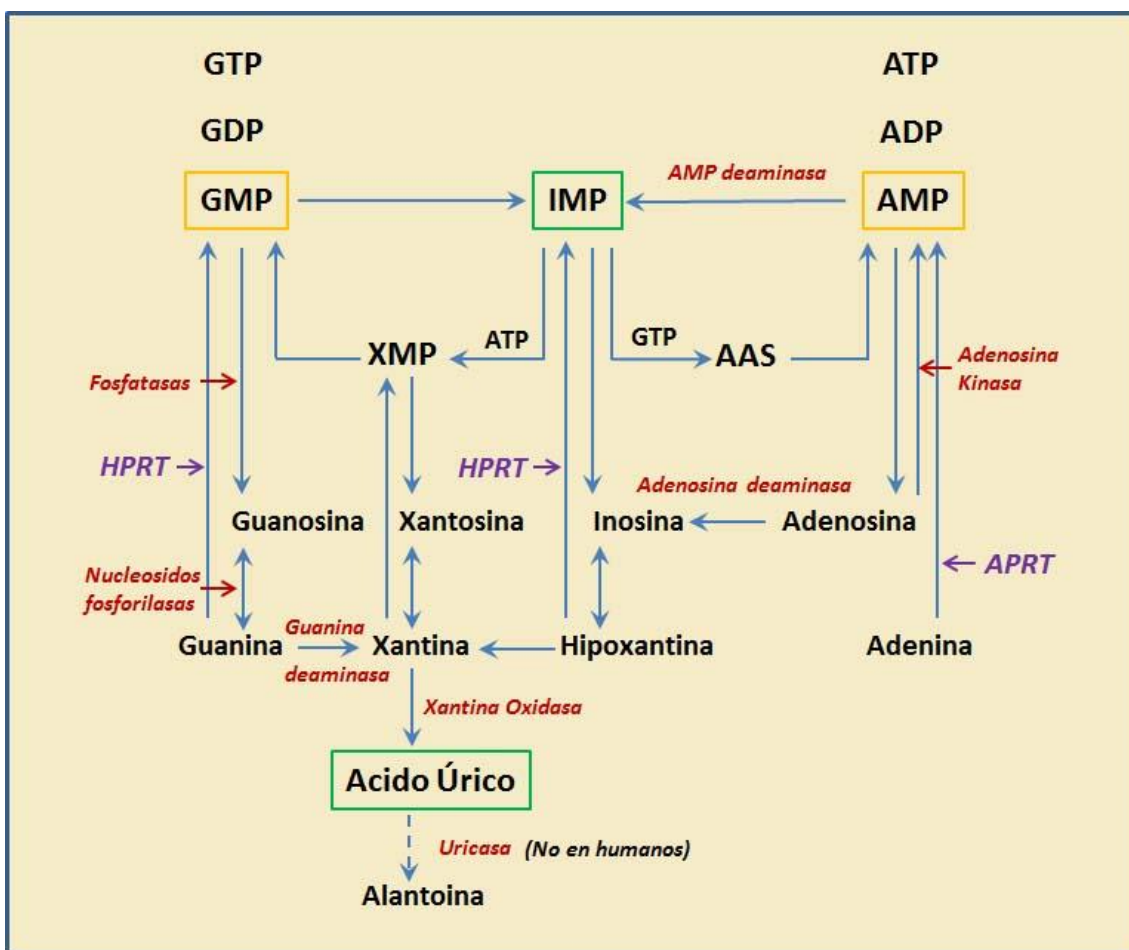 GTP
ATP
GDP
ADP
AMP deaminasa
GMP
IMP
AMP
XMP
ATP
GTP
AAS
Fosfatasas
Adenosina
Kinasa
HPRT
HPRT
Adenosina deaminasa
Guanosina
Xantosina
Inosina
Adenosina
Nucleosidos
fosforilasas
APRT
Guanina
Guanina
deaminasa
Xantina
Hipoxantina
Adenina
Xantina Oxidasa
Acido Úrico
Uricasa (No en humanos)
Alantoina